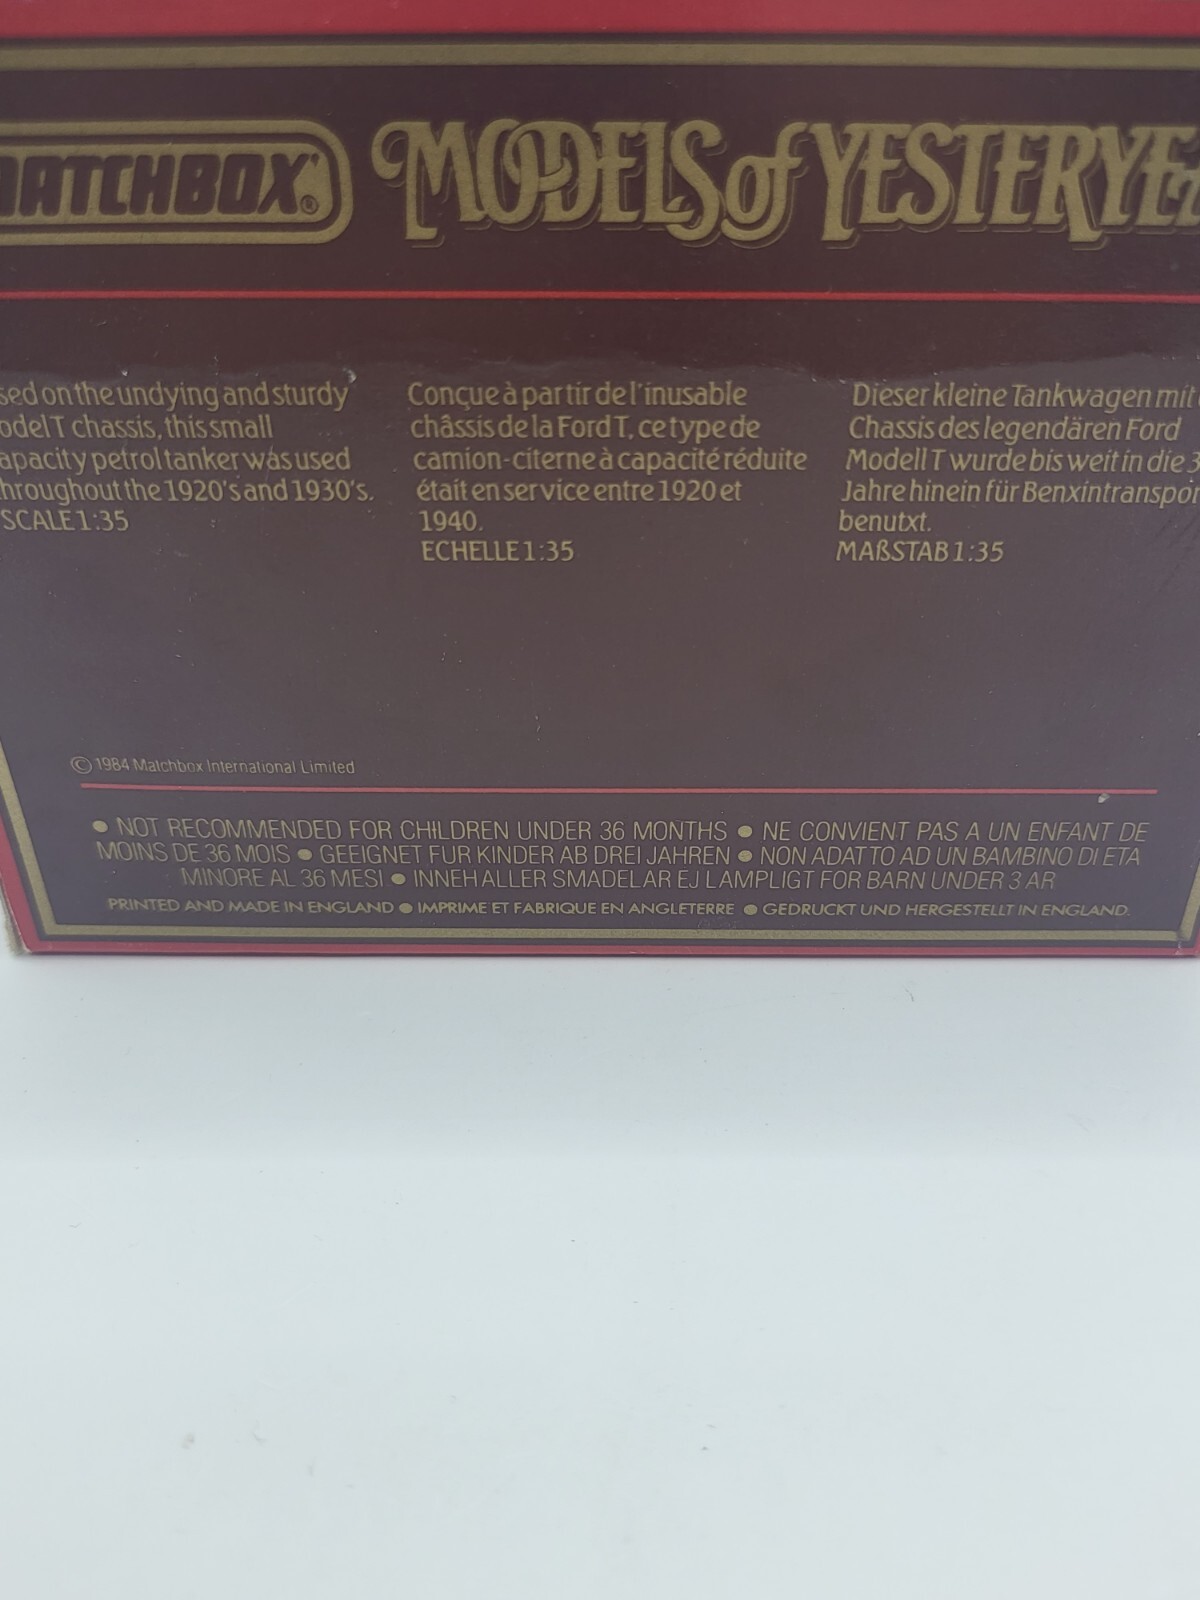 MATCHBOX®
MODELS of YESTERYEA
sed on the undying and sturdy
odel T chassis, this small
apacity petrol tanker was used
hroughout the 1920's and 1930's.
SCALE 1:35
Conçue à partir de l'inusable
châssis de la Ford T, ce type de
camion-citerne à capacité réduite
était en service entre 1920 et
1940.
ECHELLE 1:35
Dieser kleine Tankwagen mit
Chassis des legendären Ford
Modell T wurde bis weit in die 3
Jahre hinein für Benxintranspor
benutxt.
MAßSTAB 1:35
© 1984 Matchbox International Limited
● NOT RECOMMENDED FOR CHILDREN UNDER 36 MONTHS ● NE CONVIENT PAS A UN ENFANT DE
MOINS DE 36 MOIS ● GEEIGNET FUR KINDER AB DREI JAHREN ● NON ADATTO AD UN BAMBINO DI ETA
MINORE AL 36 MESI ● INNEHALLER SMADELAR EJ LAMPLIGT FOR BARN UNDER 3 AR
PRINTED AND MADE IN ENGLAND ● IMPRIME ET FABRIQUE EN ANGLETERRE ● GEDRUCKT UND HERGESTELLT IN ENGLAND.